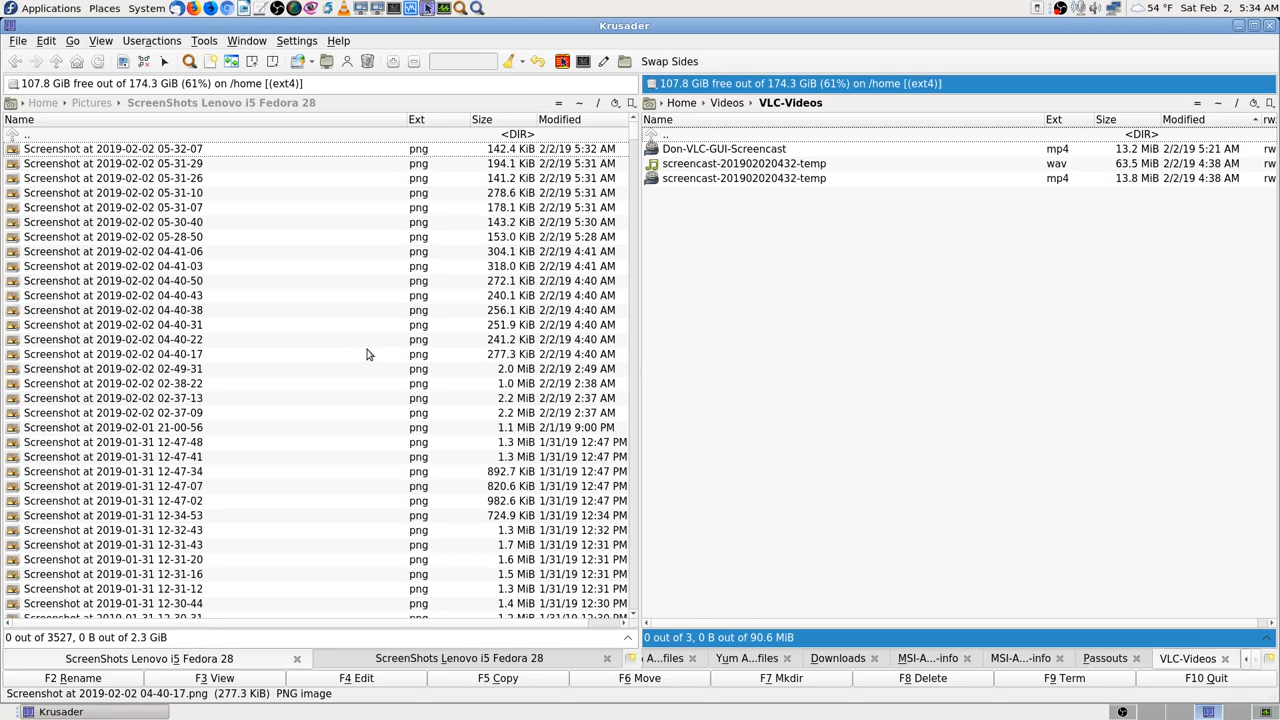 Applications Places System 54 °F Sat Feb 2, 5:34 AM
Krusader
File Edit Go View Useractions Tools Window Settings Help
Swap Sides
107.8 GiB free out of 174.3 GiB (61%) on /home [(ext4)]
107.8 GiB free out of 174.3 GiB (61%) on /home [(ext4)]
Home Pictures ScreenShots Lenovo i5 Fedora 28 = ~ /
Home Videos VLC-Videos = ~ /
Name Ext Size Modified
.. <DIR>
Screenshot at 2019-02-02 05-32-07 png 142.4 KiB 2/2/19 5:32 AM
Screenshot at 2019-02-02 05-31-29 png 194.1 KiB 2/2/19 5:31 AM
Screenshot at 2019-02-02 05-31-26 png 141.2 KiB 2/2/19 5:31 AM
Screenshot at 2019-02-02 05-31-10 png 278.6 KiB 2/2/19 5:31 AM
Screenshot at 2019-02-02 05-31-07 png 178.1 KiB 2/2/19 5:31 AM
Screenshot at 2019-02-02 05-30-40 png 143.2 KiB 2/2/19 5:30 AM
Screenshot at 2019-02-02 05-28-50 png 153.0 KiB 2/2/19 5:28 AM
Screenshot at 2019-02-02 04-41-06 png 304.1 KiB 2/2/19 4:41 AM
Screenshot at 2019-02-02 04-41-03 png 318.0 KiB 2/2/19 4:41 AM
Screenshot at 2019-02-02 04-40-50 png 272.1 KiB 2/2/19 4:40 AM
Screenshot at 2019-02-02 04-40-43 png 240.1 KiB 2/2/19 4:40 AM
Screenshot at 2019-02-02 04-40-38 png 256.1 KiB 2/2/19 4:40 AM
Screenshot at 2019-02-02 04-40-31 png 251.9 KiB 2/2/19 4:40 AM
Screenshot at 2019-02-02 04-40-22 png 241.2 KiB 2/2/19 4:40 AM
Screenshot at 2019-02-02 04-40-17 png 277.3 KiB 2/2/19 4:40 AM
Screenshot at 2019-02-02 02-49-31 png 2.0 MiB 2/2/19 2:49 AM
Screenshot at 2019-02-02 02-38-22 png 1.0 MiB 2/2/19 2:38 AM
Screenshot at 2019-02-02 02-37-13 png 2.2 MiB 2/2/19 2:37 AM
Screenshot at 2019-02-02 02-37-09 png 2.2 MiB 2/2/19 2:37 AM
Screenshot at 2019-02-01 21-00-56 png 1.1 MiB 2/1/19 9:00 PM
Screenshot at 2019-01-31 12-47-48 png 1.3 MiB 1/31/19 12:47 PM
Screenshot at 2019-01-31 12-47-41 png 1.3 MiB 1/31/19 12:47 PM
Screenshot at 2019-01-31 12-47-34 png 892.7 KiB 1/31/19 12:47 PM
Screenshot at 2019-01-31 12-47-07 png 820.6 KiB 1/31/19 12:47 PM
Screenshot at 2019-01-31 12-47-02 png 982.6 KiB 1/31/19 12:47 PM
Screenshot at 2019-01-31 12-34-53 png 724.9 KiB 1/31/19 12:34 PM
Screenshot at 2019-01-31 12-32-43 png 1.3 MiB 1/31/19 12:32 PM
Screenshot at 2019-01-31 12-31-43 png 1.7 MiB 1/31/19 12:31 PM
Screenshot at 2019-01-31 12-31-20 png 1.6 MiB 1/31/19 12:31 PM
Screenshot at 2019-01-31 12-31-16 png 1.5 MiB 1/31/19 12:31 PM
Screenshot at 2019-01-31 12-31-12 png 1.3 MiB 1/31/19 12:31 PM
Screenshot at 2019-01-31 12-30-44 png 1.4 MiB 1/31/19 12:30 PM
Name Ext Size Modified rw
.. <DIR>
Don-VLC-GUI-Screencast mp4 13.2 MiB 2/2/19 5:21 AM rw
screencast-201902020432-temp wav 63.5 MiB 2/2/19 4:38 AM rw
screencast-201902020432-temp mp4 13.8 MiB 2/2/19 4:38 AM rw
0 out of 3527, 0 B out of 2.3 GiB
0 out of 3, 0 B out of 90.6 MiB
ScreenShots Lenovo i5 Fedora 28 ScreenShots Lenovo i5 Fedora 28
A...files Yum A...files Downloads MSI-A...-info MSI-A...-info Passouts VLC-Videos
F2 Rename F3 View F4 Edit F5 Copy F6 Move F7 Mkdir F8 Delete F9 Term F10 Quit
Screenshot at 2019-02-02 04-40-17.png (277.3 KiB) PNG image
Krusader